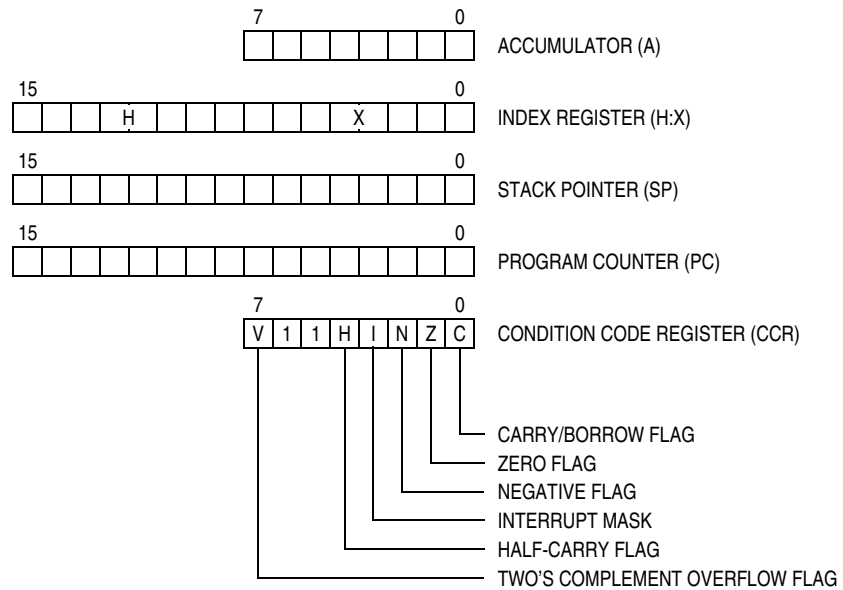 7 0
ACCUMULATOR (A)
15 0
H X INDEX REGISTER (H:X)
15 0
STACK POINTER (SP)
15 0
PROGRAM COUNTER (PC)
7 0
V 1 1 H I N Z C CONDITION CODE REGISTER (CCR)
CARRY/BORROW FLAG
ZERO FLAG
NEGATIVE FLAG
INTERRUPT MASK
HALF-CARRY FLAG
TWO'S COMPLEMENT OVERFLOW FLAG